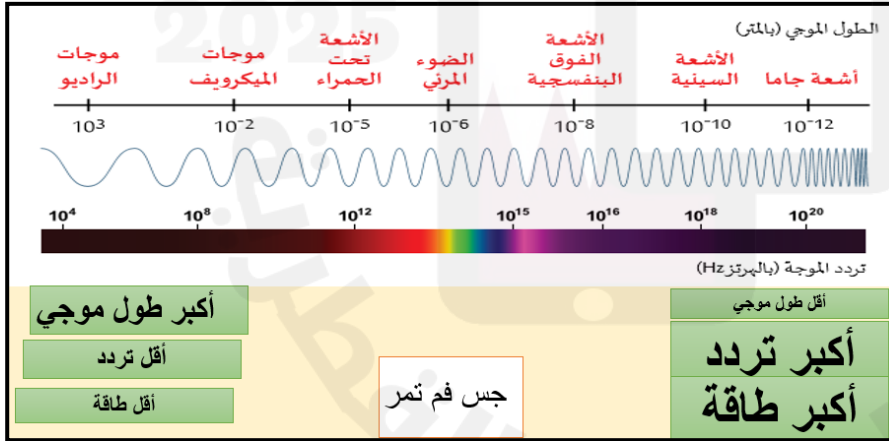 2025
الطول الموجي (بالمتر)
أشعة جاما
الأشعة السينية
الأشعة الفوق البنفسجية
الضوء المرئي
الأشعة تحت الحمراء
موجات الميكرويف
موجات الراديو
10³ 10⁻² 10⁻⁵ 10⁻⁶ 10⁻⁸ 10⁻¹⁰ 10⁻¹²
10⁴ 10⁸ 10¹² 10¹⁵ 10¹⁶ 10¹⁸ 10²⁰
تردد الموجة (بالهرتز Hz)
أقل طول موجي
أكبر تردد
أكبر طاقة
جس فم تمر
أكبر طول موجي
أقل تردد
أقل طاقة